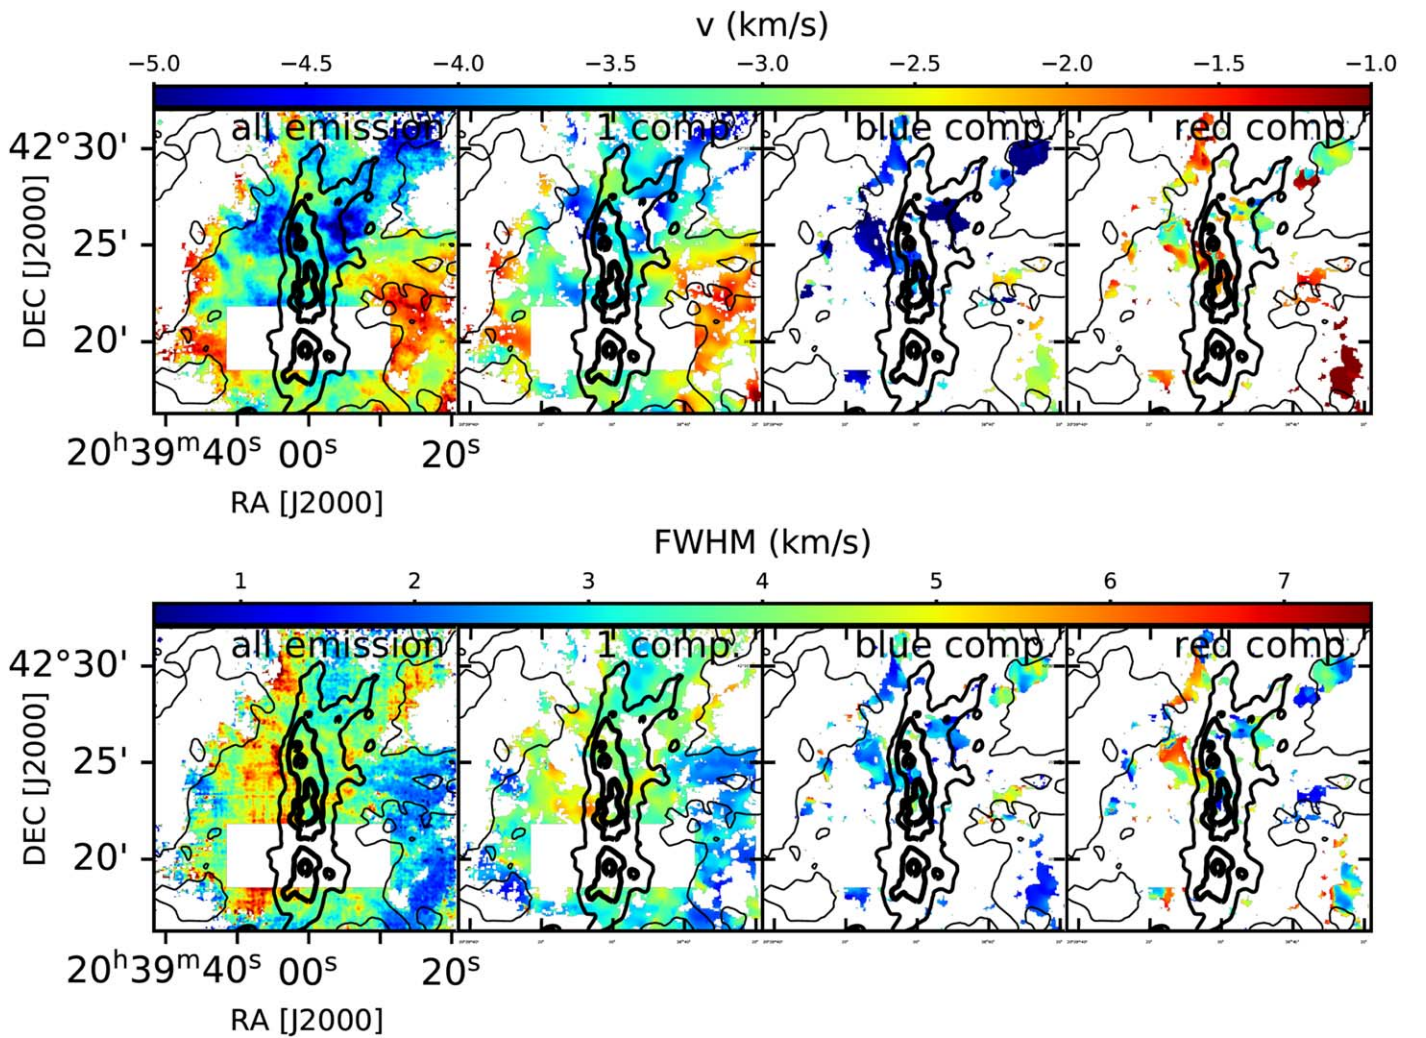 v (km/s)
−5.0 −4.5 −4.0 −3.5 −3.0 −2.5 −2.0 −1.5 −1.0
all emission 1 comp. blue comp. red comp.
42°30'
25'
20'
DEC [J2000]
20h39m40s 00s 20s
RA [J2000]
FWHM (km/s)
1 2 3 4 5 6 7
all emission 1 comp. blue comp. red comp.
42°30'
25'
20'
DEC [J2000]
20h39m40s 00s 20s
RA [J2000]